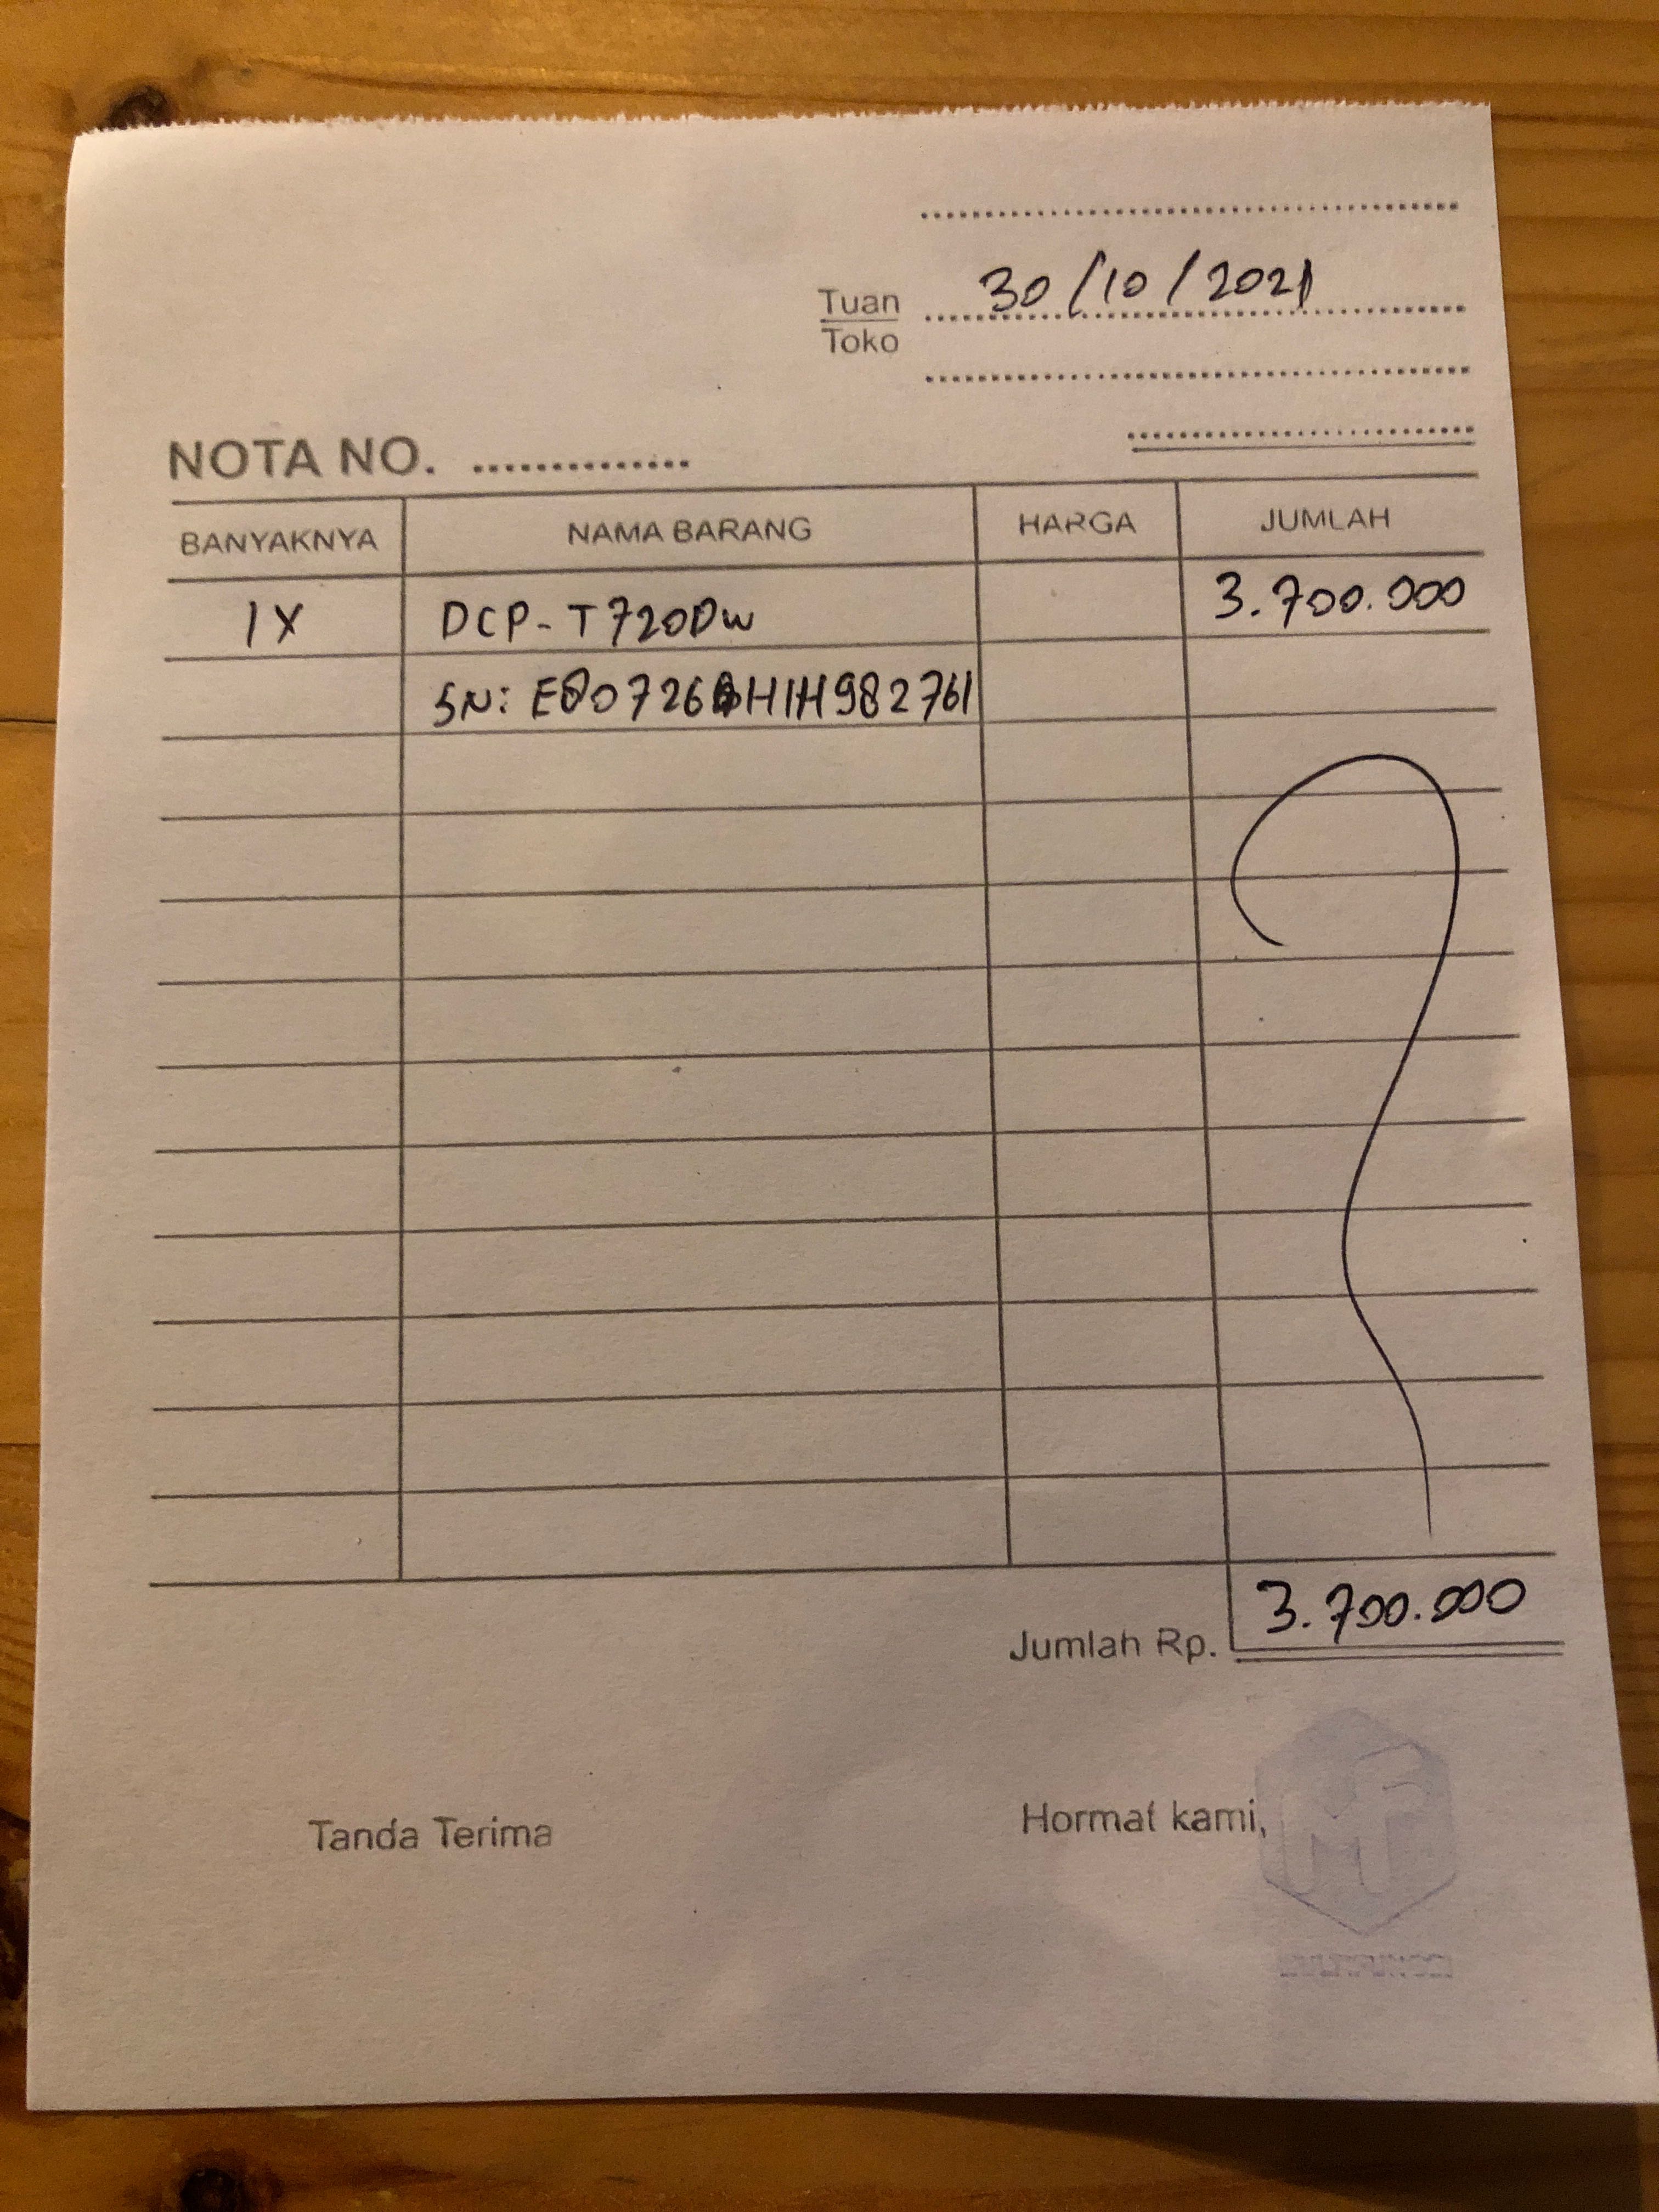 30/10/2021
Tuan
Toko
NOTA NO.
BANYAKNYA NAMA BARANG HARGA JUMLAH
1X DCP-T720DW 3.700.000
SN:
Jumlah Rp. 3.700.000
Tanda Terima Hormat kami,